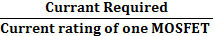 Currant Required
Current rating of one MOSFET